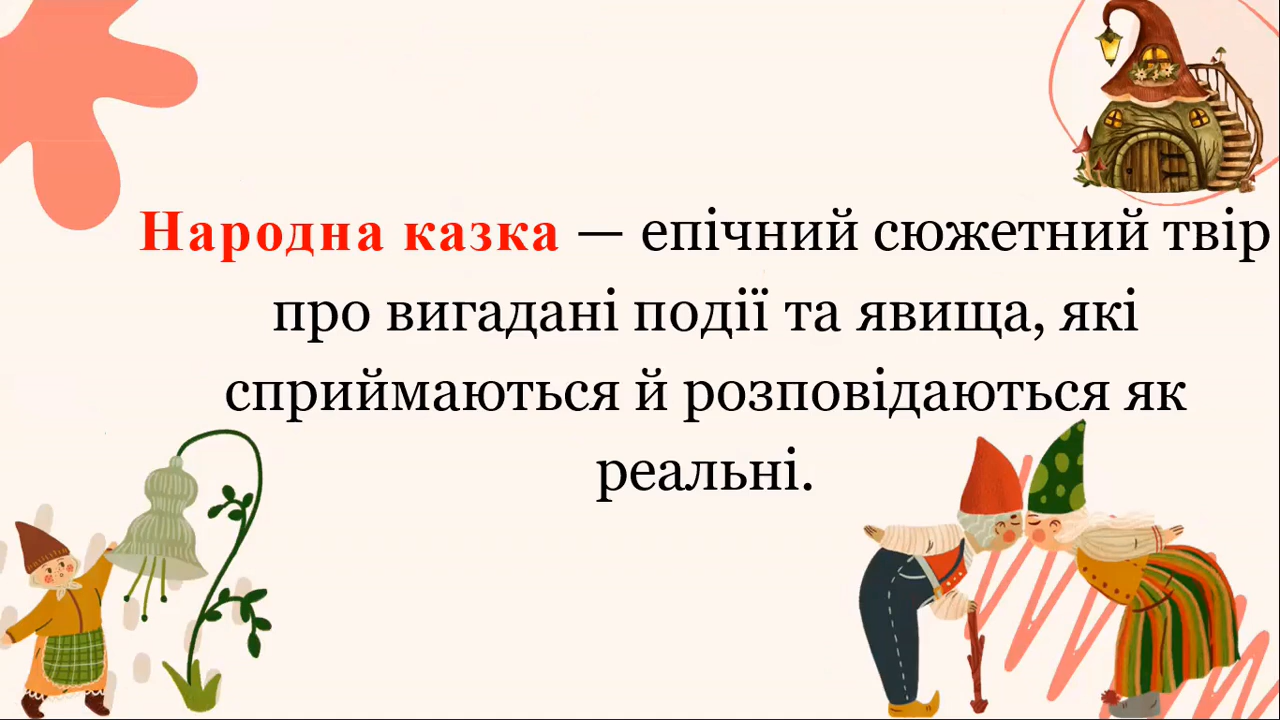 Народна казка — епічний сюжетний твір
про вигадані події та явища, які
сприймаються й розповідаються як
реальні.